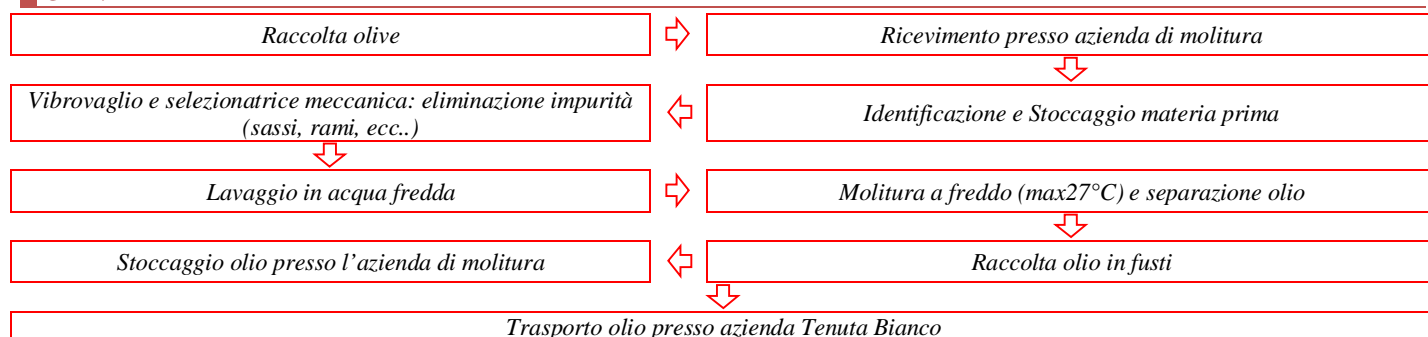 Raccolta olive
Ricevimento presso azienda di molitura
Vibrovaglio e selezionatrice meccanica: eliminazione impurità
(sassi, rami, ecc..)
Identificazione e Stoccaggio materia prima
Lavaggio in acqua fredda
Molitura a freddo (max27°C) e separazione olio
Stoccaggio olio presso l’azienda di molitura
Raccolta olio in fusti
Trasporto olio presso azienda Tenuta Bianco